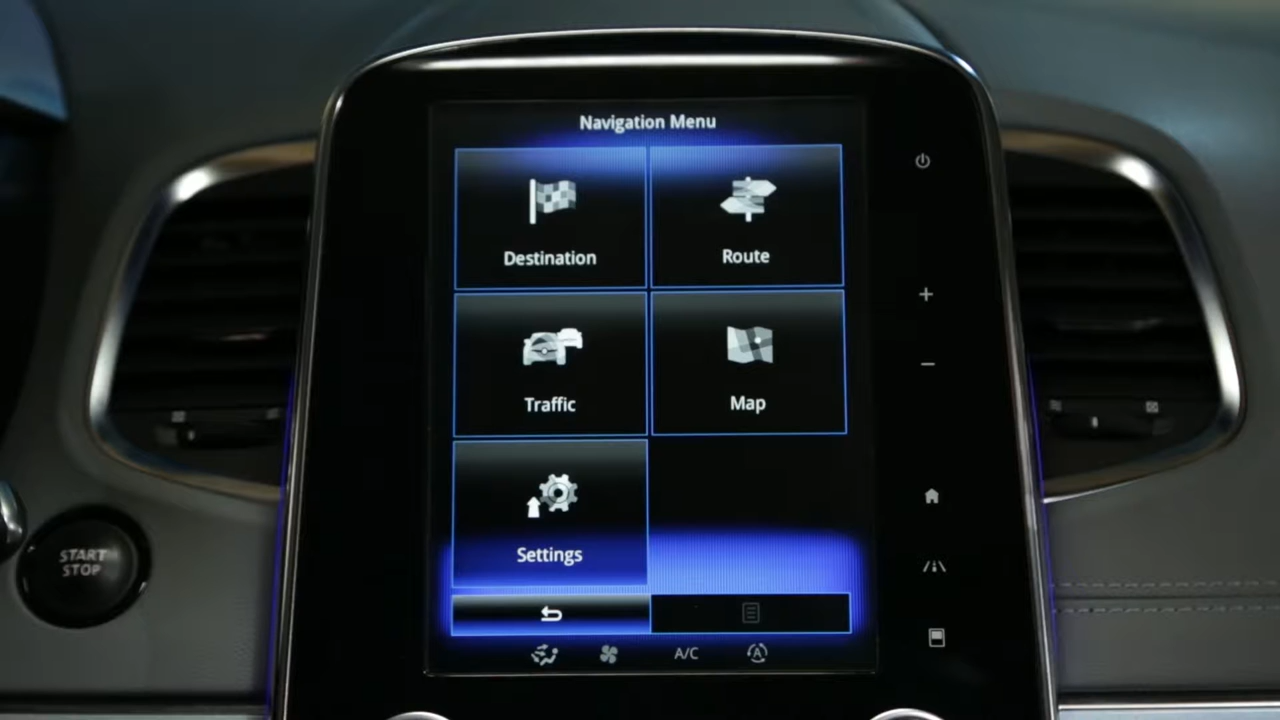 Navigation Menu
Destination
Route
Traffic
Map
Settings
START
STOP
A/C
A